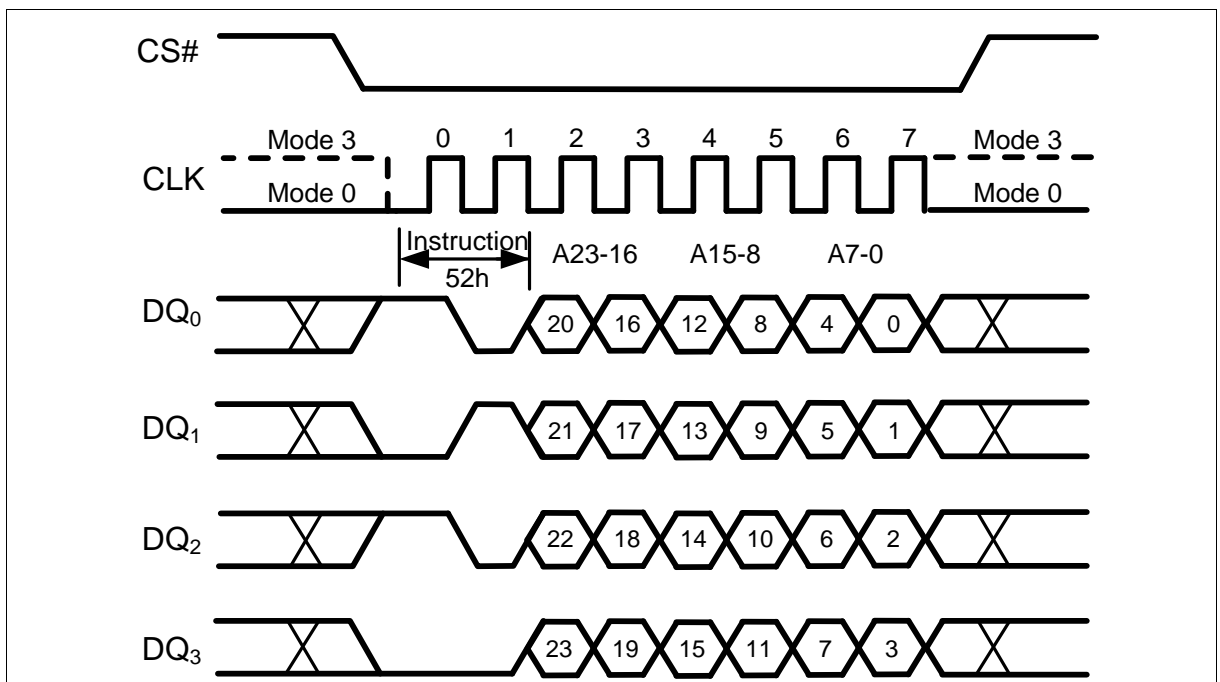 CS#
Mode 3 0 1 2 3 4 5 6 7 Mode 3
CLK
Mode 0 Mode 0
Instruction A23-16 A15-8 A7-0
52h
DQ0 20 16 12 8 4 0
DQ1 21 17 13 9 5 1
DQ2 22 18 14 10 6 2
DQ3 23 19 15 11 7 3